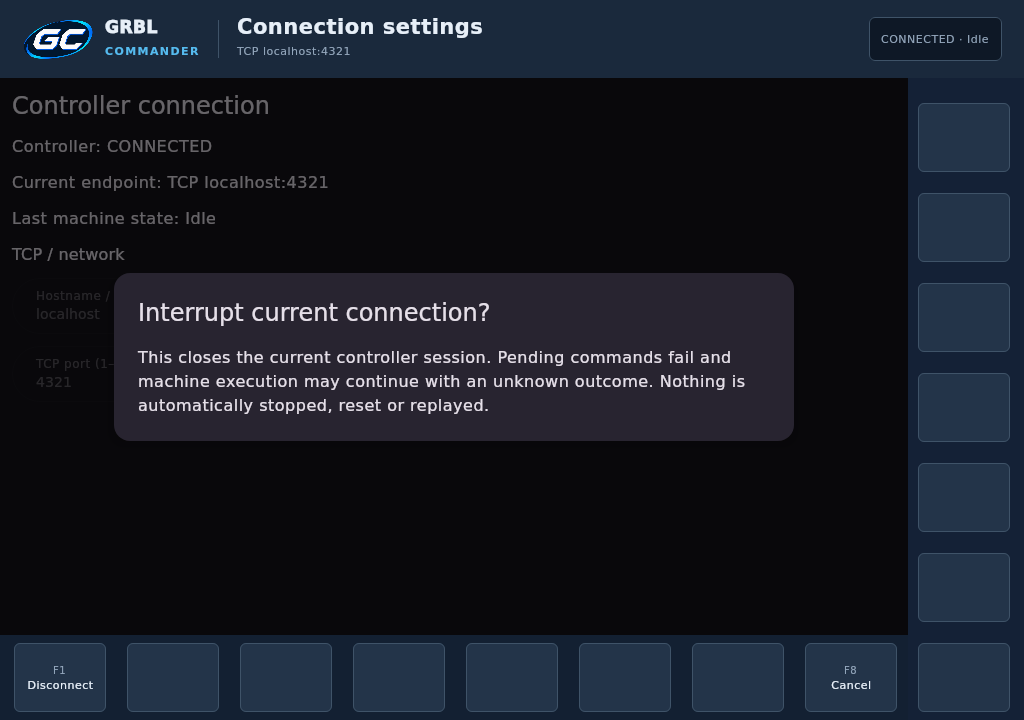 GC
GRBL
COMMANDER
Connection settings
TCP localhost:4321
CONNECTED · Idle
Controller connection
Controller: CONNECTED
Current endpoint: TCP localhost:4321
Last machine state: Idle
TCP / network
Hostname /
localhost
TCP port (1–
4321
Interrupt current connection?
This closes the current controller session. Pending commands fail and
machine execution may continue with an unknown outcome. Nothing is
automatically stopped, reset or replayed.
F1
Disconnect
F8
Cancel